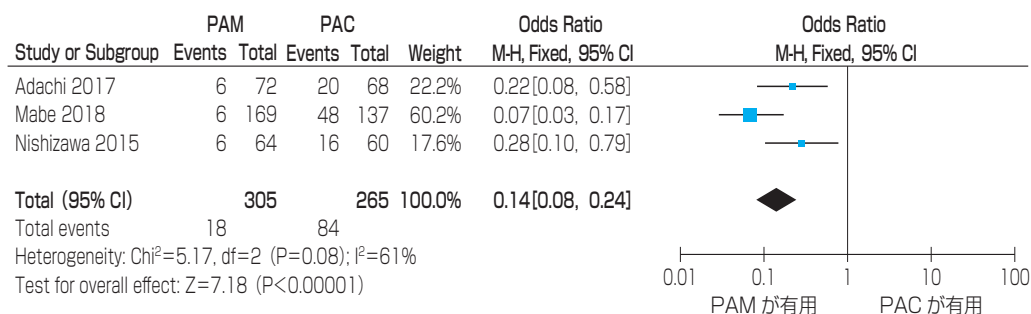 PAM PAC Odds Ratio Odds Ratio
Study or Subgroup Events Total Events Total Weight M-H, Fixed, 95% CI M-H, Fixed, 95% CI
Adachi 2017 6 72 20 68 22.2% 0.22[0.08, 0.58]
Mabe 2018 6 169 48 137 60.2% 0.07[0.03, 0.17]
Nishizawa 2015 6 64 16 60 17.6% 0.28[0.10, 0.79]
Total (95% CI) 305 265 100.0% 0.14[0.08, 0.24]
Total events 18 84
Heterogeneity: Chi²=5.17, df=2 (P=0.08); I²=61%
Test for overall effect: Z=7.18 (P<0.00001)
0.01 0.1 1 10 100
PAM が有用 PAC が有用